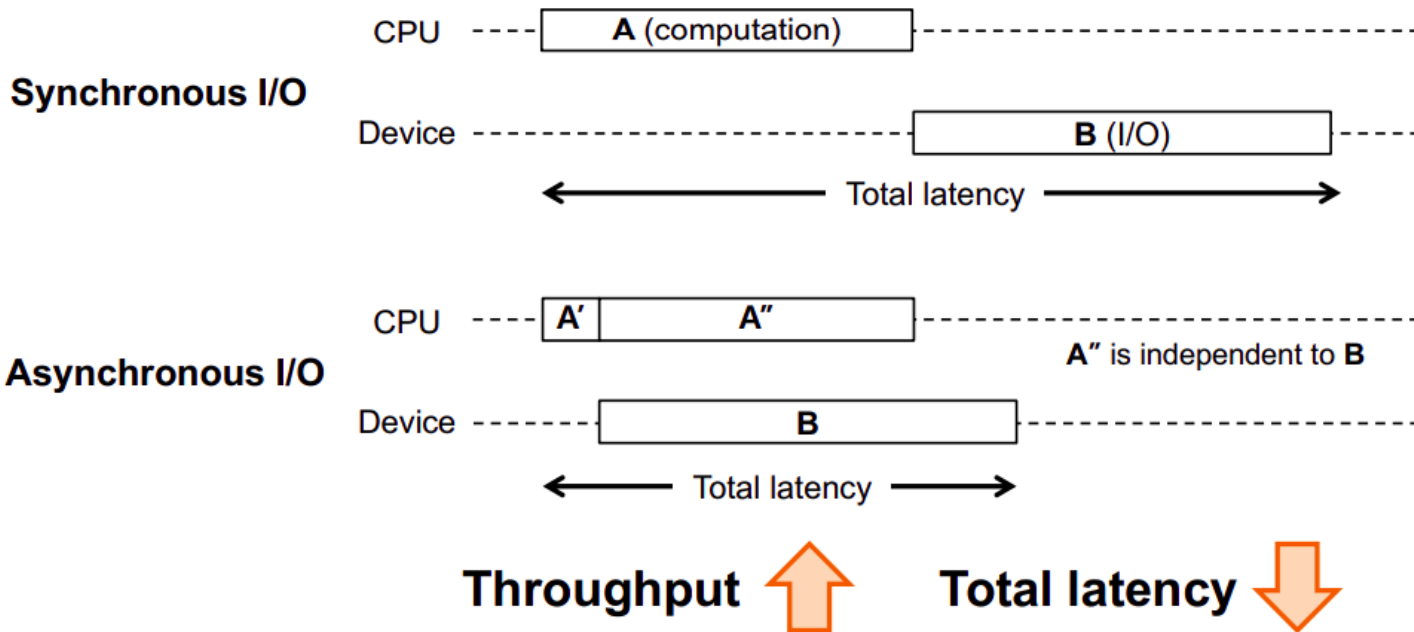 CPU
A (computation)
Synchronous I/O
Device
B (I/O)
Total latency
CPU
A′
A″
A″ is independent to B
Asynchronous I/O
Device
B
Total latency
Throughput
Total latency